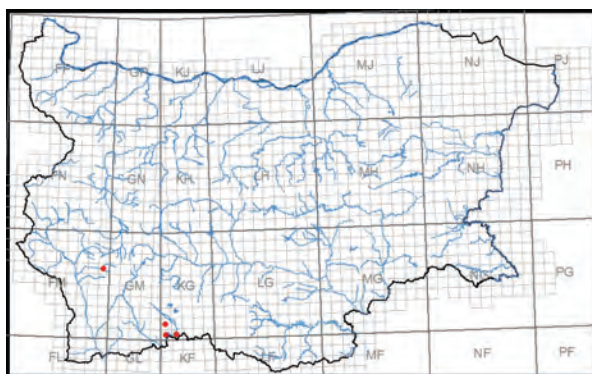 FP GP KJ LJ MJ NJ PJ
FN GN KH LH MH NH PH
FM GM KG LG MG NG PG
FL GL KF LF MF NF PF